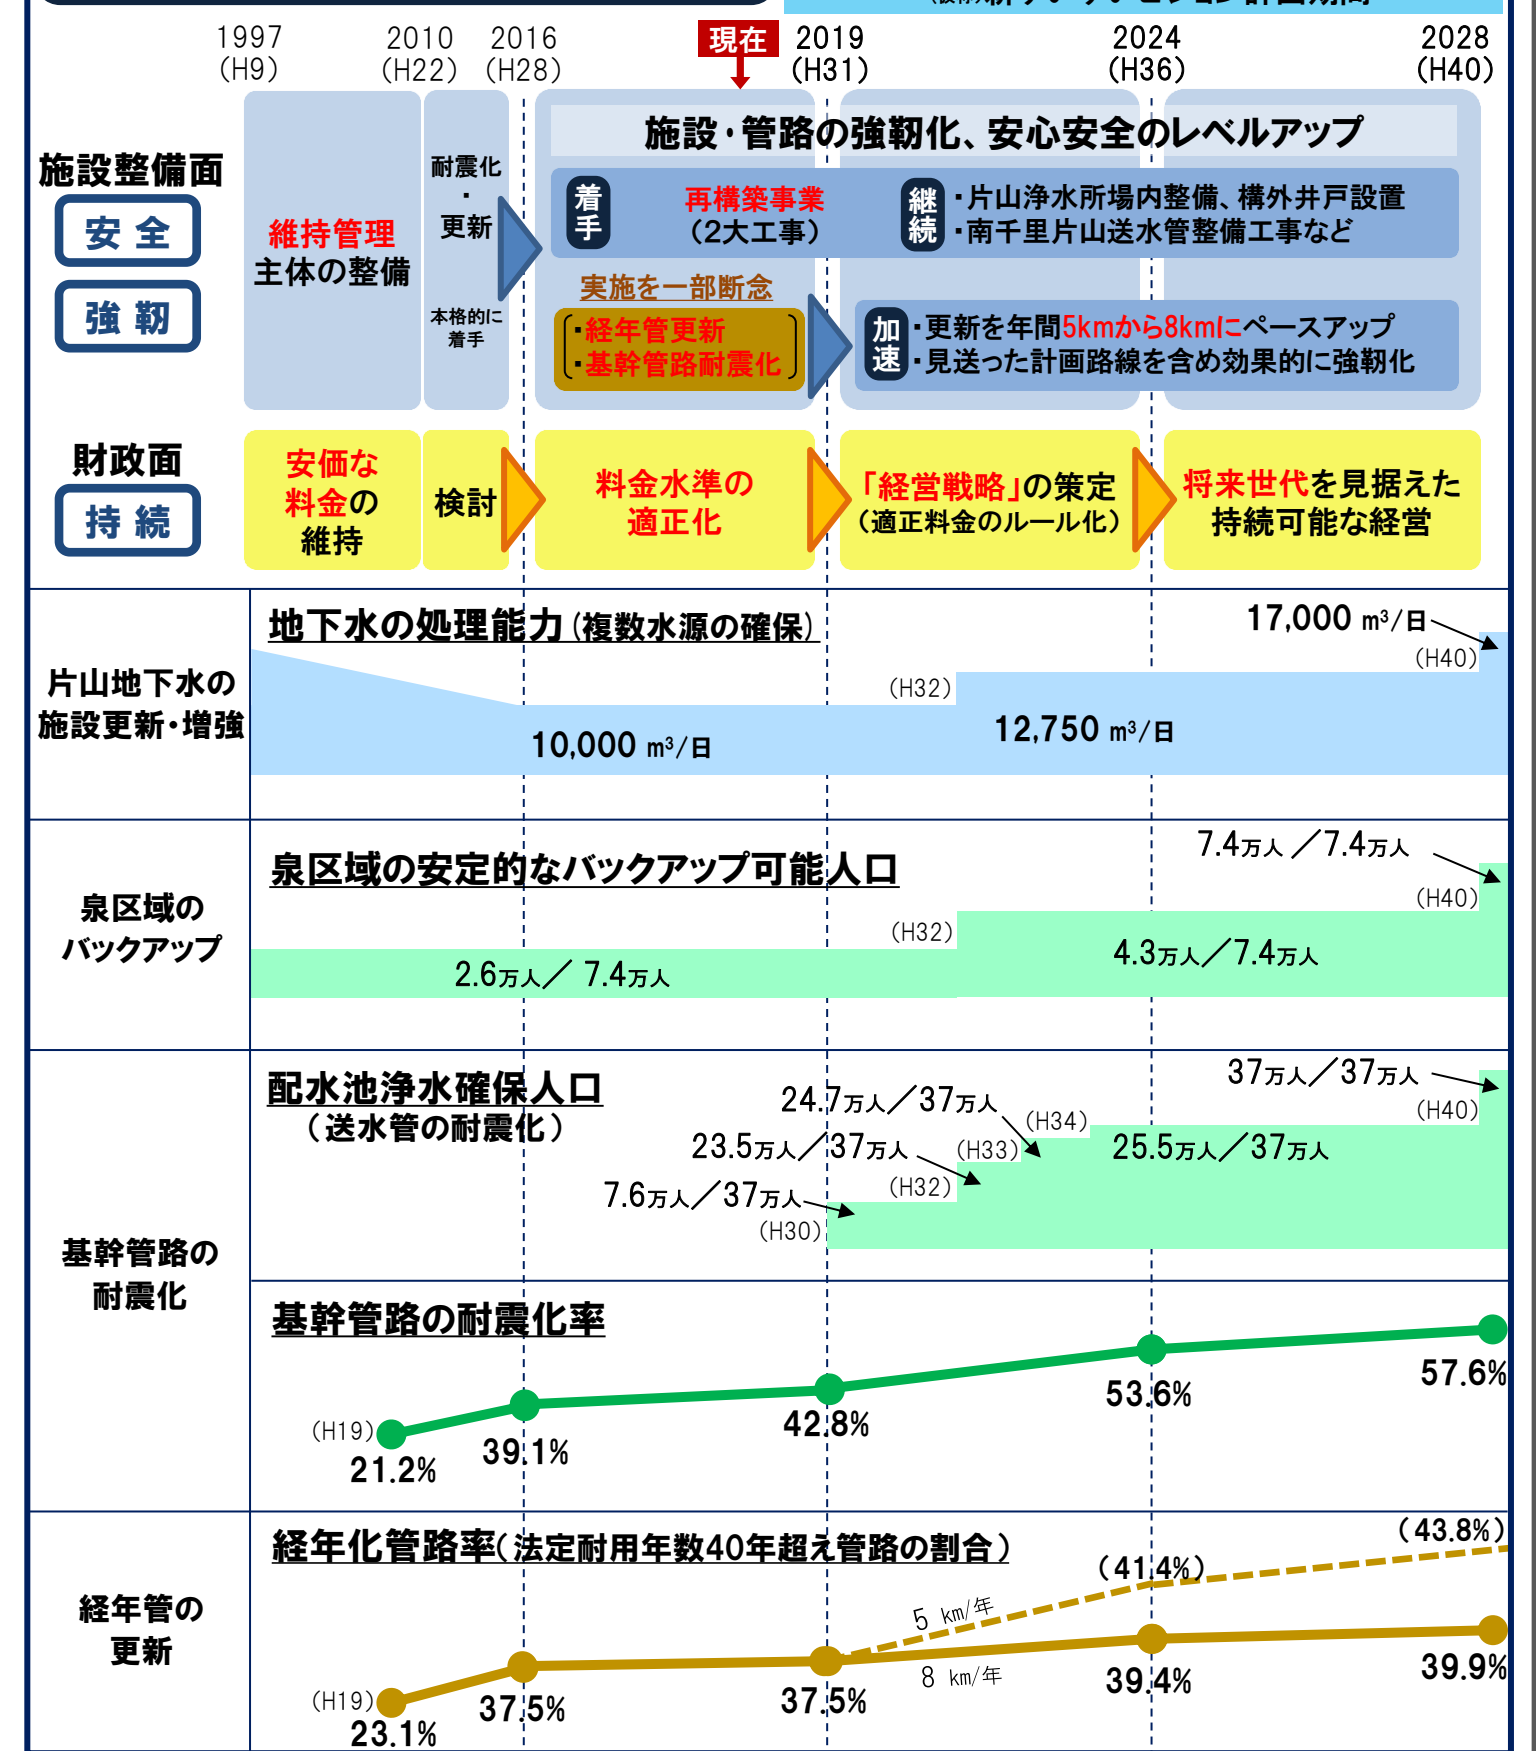 1997
(H9)
2010
(H22)
2016
(H28)
現在
2019
(H31)
2024
(H36)
2028
(H40)
施設整備面
安全
強靭
維持管理
主体の整備
耐震化
・
更新
本格的に
着手
施設・管路の強靭化、安心安全のレベルアップ
着手
再構築事業
（2大工事）
継続
・片山浄水所場内整備、構外井戸設置
・南千里片山送水管整備工事など
実施を一部断念
・経年管更新
・基幹管路耐震化
加速
・更新を年間5kmから8kmにペースアップ
・見送った計画路線を含め効果的に強靭化
財政面
持続
安価な
料金の
維持
検討
料金水準の
適正化
「経営戦略」の策定
（適正料金のルール化）
将来世代を見据えた
持続可能な経営
片山地下水の
施設更新・増強
地下水の処理能力（複数水源の確保）
10,000 m³/日
(H32)
12,750 m³/日
17,000 m³/日
(H40)
泉区域の
バックアップ
泉区域の安定的なバックアップ可能人口
2.6万人／7.4万人
(H32)
4.3万人／7.4万人
7.4万人／7.4万人
(H40)
基幹管路の
耐震化
配水池浄水確保人口
（送水管の耐震化）
7.6万人／37万人
(H30)
23.5万人／37万人
(H32)
24.7万人／37万人
(H33)
(H34)
25.5万人／37万人
37万人／37万人
(H40)
基幹管路の耐震化率
(H19)
21.2%
39.1%
42.8%
53.6%
57.6%
経年管の
更新
経年化管路率（法定耐用年数40年超え管路の割合）
(H19)
23.1%
37.5%
37.5%
5 km/年
8 km/年
（41.4%）
39.4%
（43.8%）
39.9%